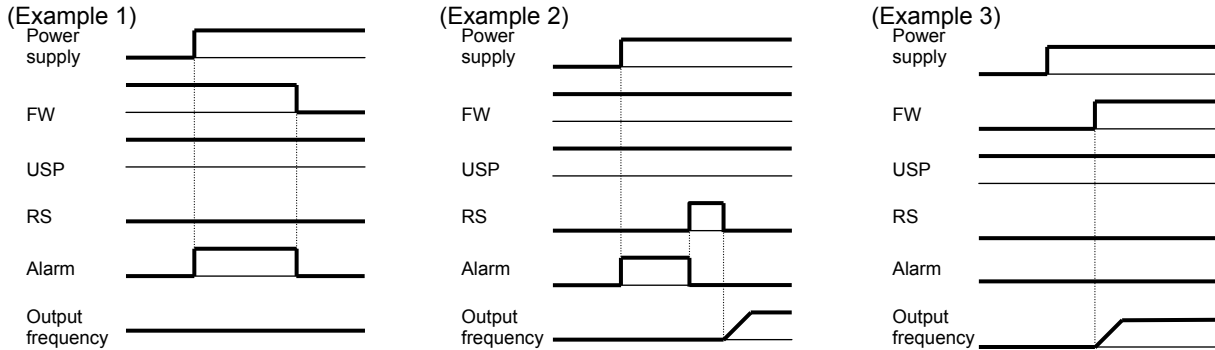 (Example 1)
Power
supply
FW
USP
RS
Alarm
Output
frequency
(Example 2)
Power
supply
FW
USP
RS
Alarm
Output
frequency
(Example 3)
Power
supply
FW
USP
RS
Alarm
Output
frequency